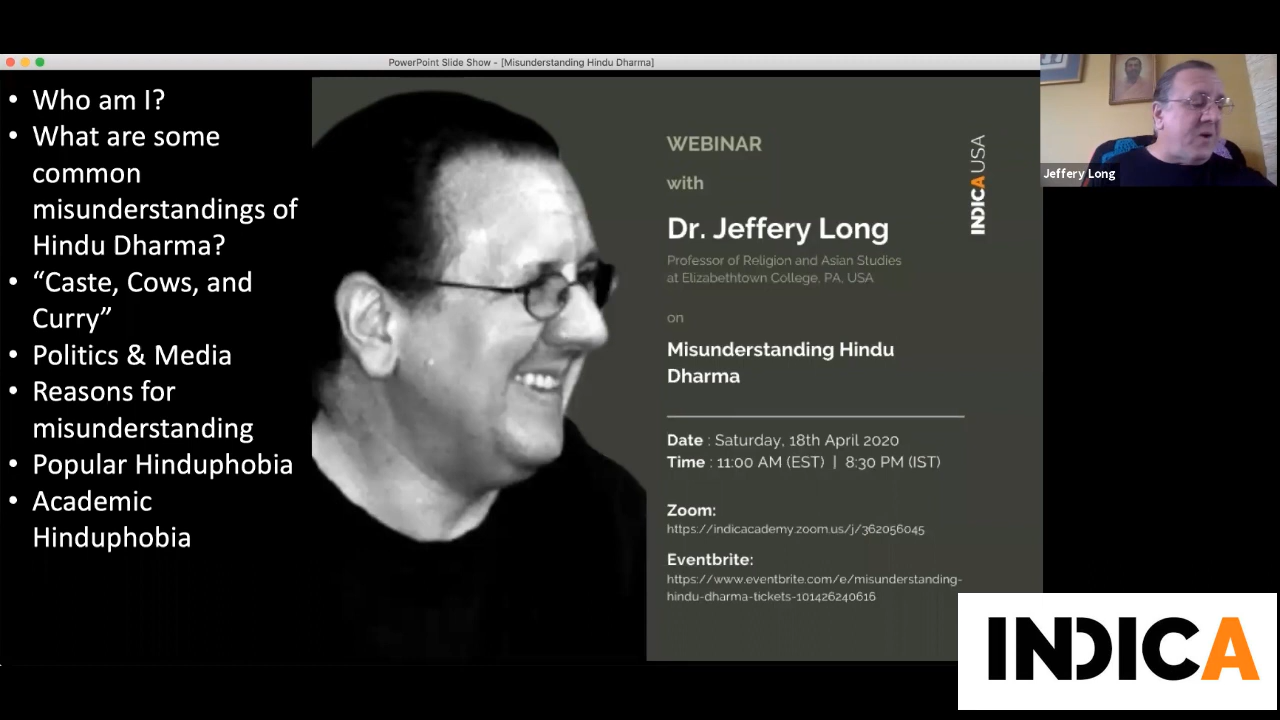 PowerPoint Slide Show - [Misunderstanding Hindu Dharma]
• Who am I?
• What are some
common
misunderstandings of
Hindu Dharma?
• “Caste, Cows, and
Curry”
• Politics & Media
• Reasons for
misunderstanding
• Popular Hinduphobia
• Academic
Hinduphobia
WEBINAR
with
Dr. Jeffery Long
Professor of Religion and Asian Studies
at Elizabethtown College, PA, USA
on
Misunderstanding Hindu
Dharma
Date : Saturday, 18th April 2020
Time : 11:00 AM (EST) | 8:30 PM (IST)
Zoom:
https://indicacademy.zoom.us/j/362056045
Eventbrite:
https://www.eventbrite.com/e/misunderstanding-
hindu-dharma-tickets-101426240616
INDICA USA
Jeffery Long
INDICA